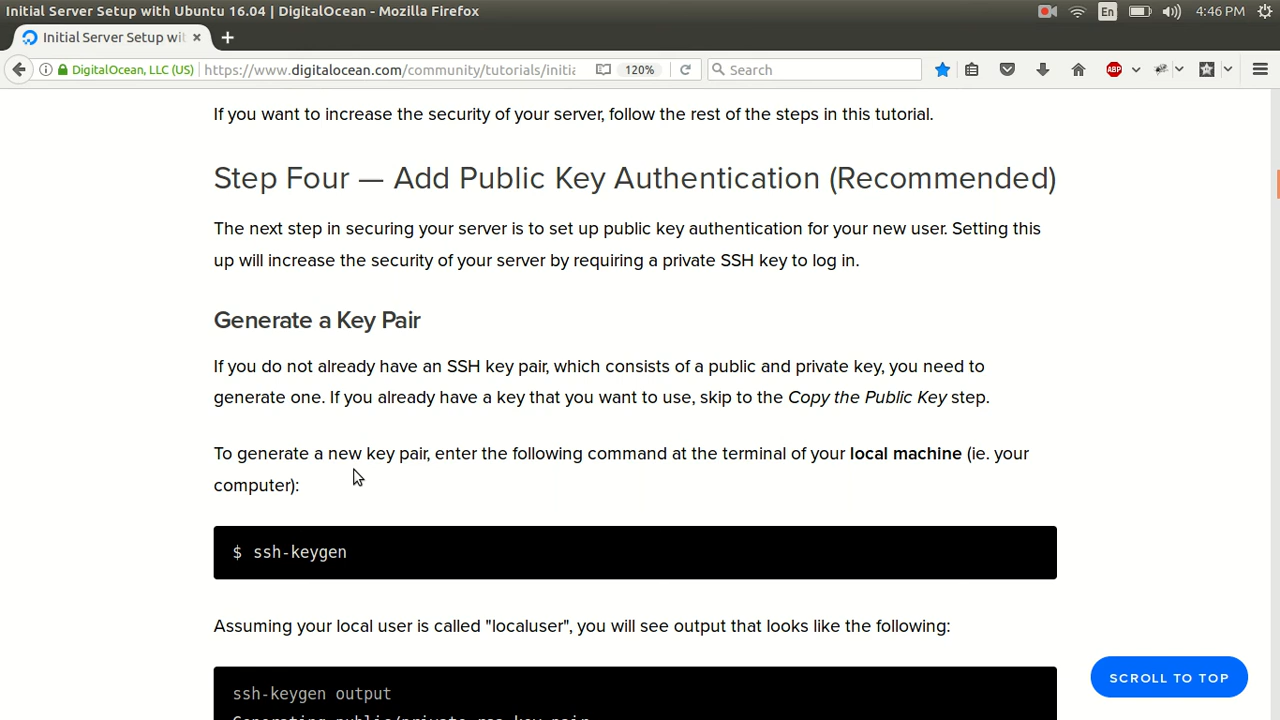 Initial Server Setup with Ubuntu 16.04 | DigitalOcean - Mozilla Firefox
En
4:46 PM
Initial Server Setup wit
DigitalOcean, LLC (US)
https://www.digitalocean.com/community/tutorials/initia
120%
Search
ABP
If you want to increase the security of your server, follow the rest of the steps in this tutorial.
Step Four — Add Public Key Authentication (Recommended)
The next step in securing your server is to set up public key authentication for your new user. Setting this
up will increase the security of your server by requiring a private SSH key to log in.
Generate a Key Pair
If you do not already have an SSH key pair, which consists of a public and private key, you need to
generate one. If you already have a key that you want to use, skip to the Copy the Public Key step.
To generate a new key pair, enter the following command at the terminal of your local machine (ie. your
computer):
$ ssh-keygen
Assuming your local user is called "localuser", you will see output that looks like the following:
ssh-keygen output
Generating public/private rsa key pair.
SCROLL TO TOP